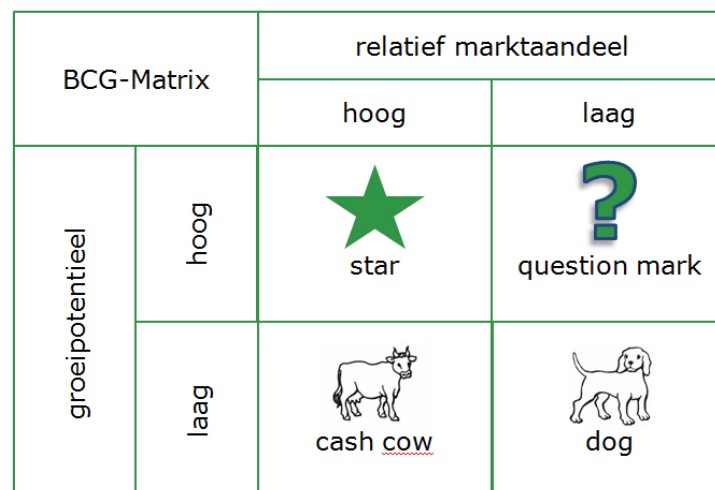 BCG-Matrix
relatief marktaandeel
hoog
laag
groeipotentieel
hoog
star
?
question mark
laag
cash cow
dog